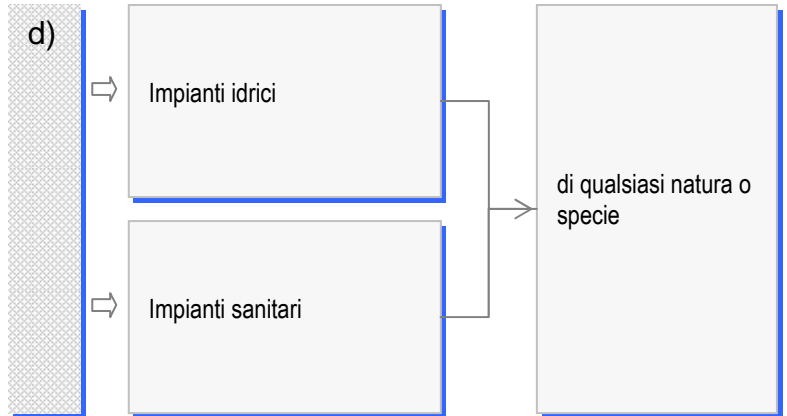 d)
Impianti idrici
di qualsiasi natura o
specie
Impianti sanitari